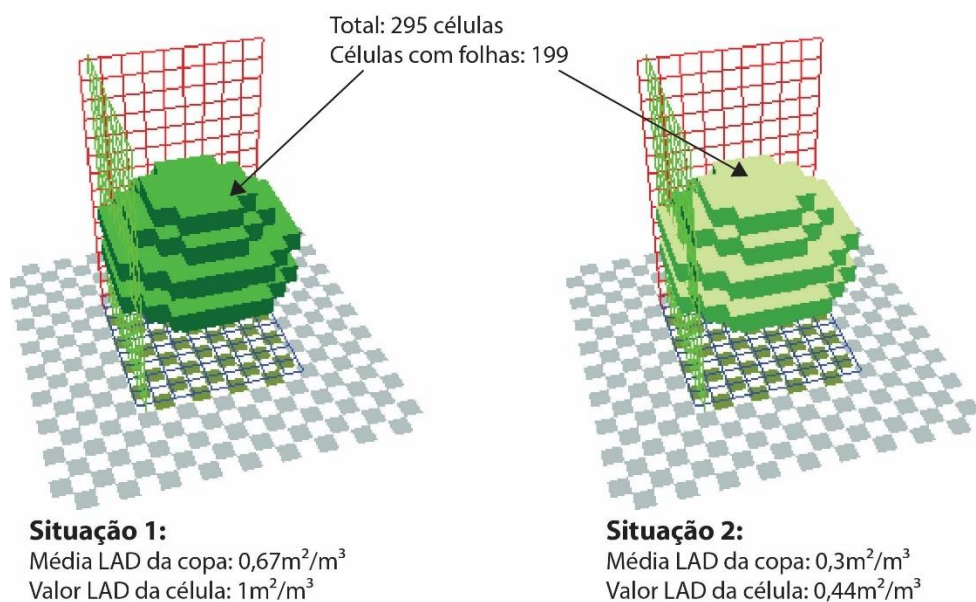 Total: 295 células
Células com folhas: 199
Situação 1:
Média LAD da copa: 0,67m²/m³
Valor LAD da célula: 1m²/m³
Situação 2:
Média LAD da copa: 0,3m²/m³
Valor LAD da célula: 0,44m²/m³